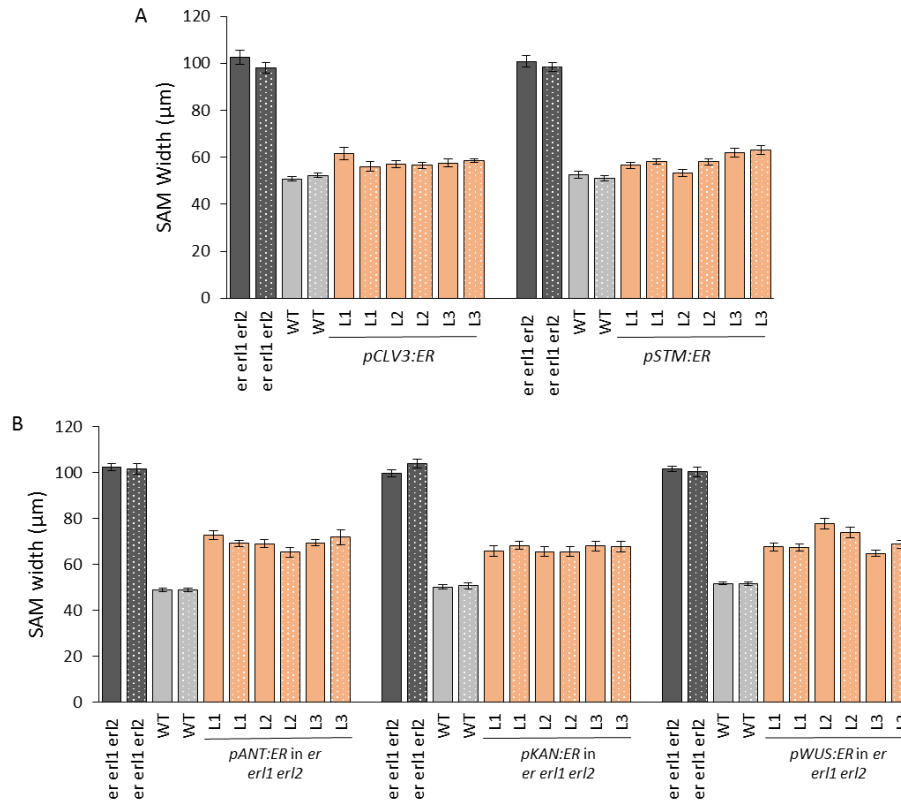 A
120
100
80
60
40
20
0
SAM Width (µm)
er erl1 erl2
er erl1 erl2
WT
WT
L1
L1
L2
L2
L3
L3
pCLV3:ER
er erl1 erl2
er erl1 erl2
WT
WT
L1
L1
L2
L2
L3
L3
pSTM:ER
B
120
100
80
60
40
20
0
SAM width (µm)
er erl1 erl2
er erl1 erl2
WT
WT
L1
L1
L2
L2
L3
L3
pANT:ER in er
erl1 erl2
er erl1 erl2
er erl1 erl2
WT
WT
L1
L1
L2
L2
L3
L3
pKAN:ER in
er erl1 erl2
er erl1 erl2
er erl1 erl2
WT
WT
L1
L1
L2
L2
L3
pWUS:ER in er
erl1 erl2